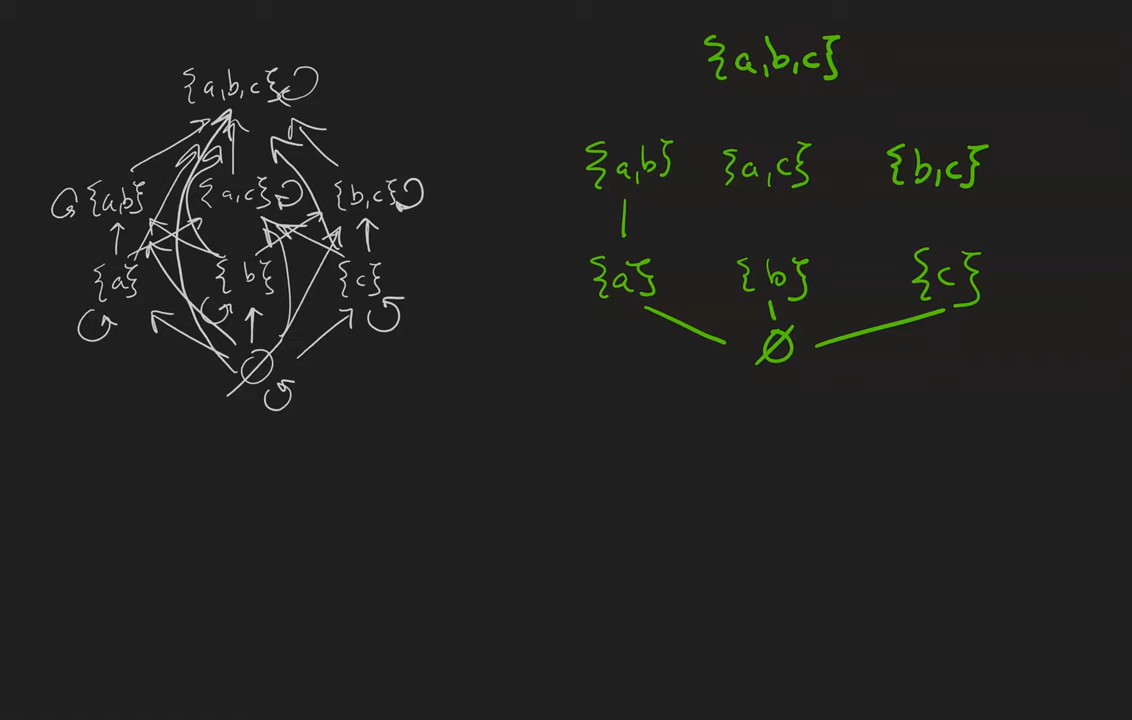 {a,b,c}
{a,b} {a,c} {b,c}
{a} {b} {c}
∅
{a,b,c}
{a,b} {a,c} {b,c}
{a} {b} {c}
∅